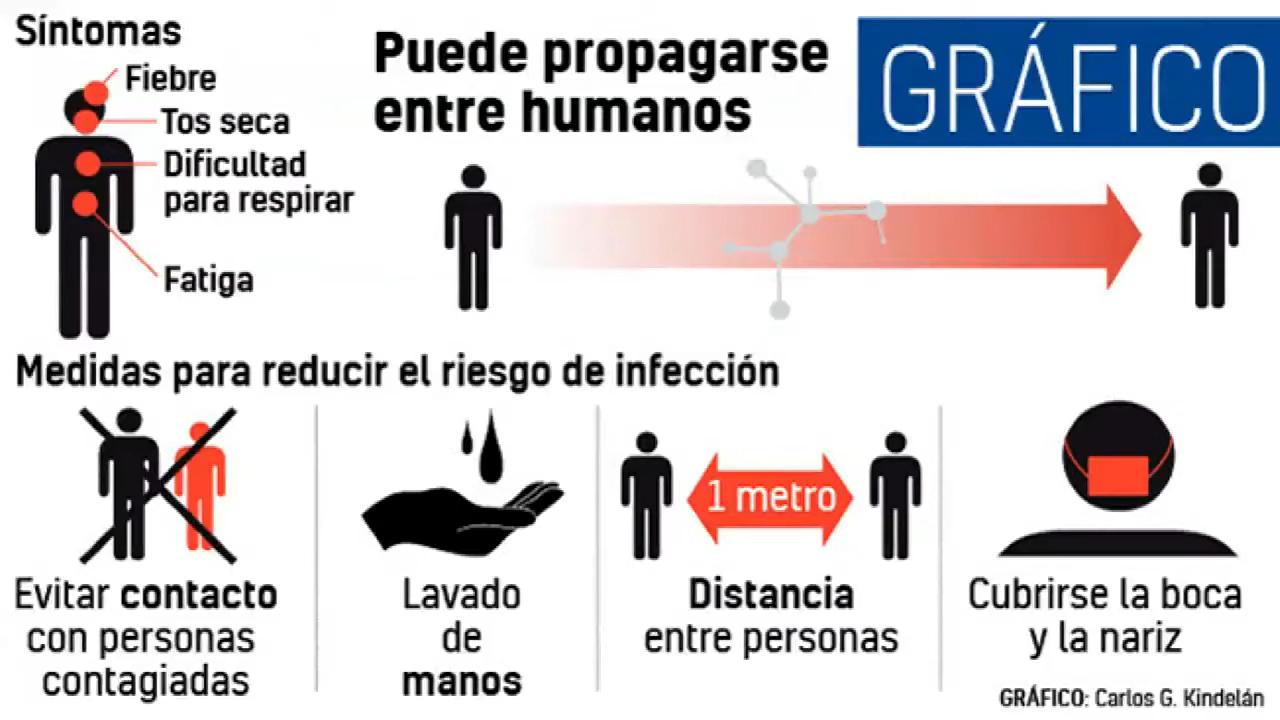 Síntomas
Fiebre
Tos seca
Dificultad
para respirar
Fatiga
Puede propagarse
entre humanos
GRÁFICO
Medidas para reducir el riesgo de infección
Evitar contacto
con personas
contagiadas
Lavado
de
manos
1 metro
Distancia
entre personas
Cubrirse la boca
y la nariz
GRÁFICO: Carlos G. Kindelán